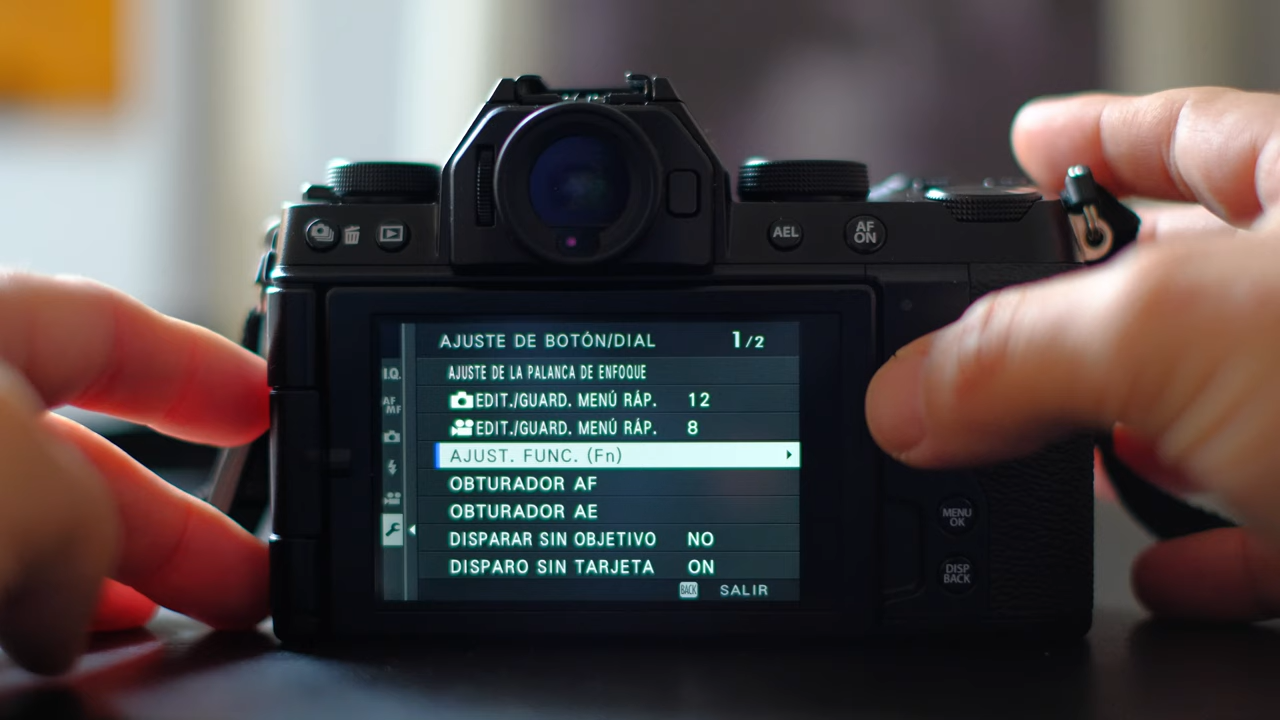 AEL
AF
ON
AJUSTE DE BOTÓN/DIAL 1/2
AJUSTE DE LA PALANCA DE ENFOQUE
EDIT./GUARD. MENÚ RÁP. 12
EDIT./GUARD. MENÚ RÁP. 8
AJUST. FUNC. (Fn)
OBTURADOR AF
OBTURADOR AE
DISPARAR SIN OBJETIVO NO
DISPARO SIN TARJETA ON
BACK SALIR
I.Q.
AF
MF
MENU
OK
DISP
BACK